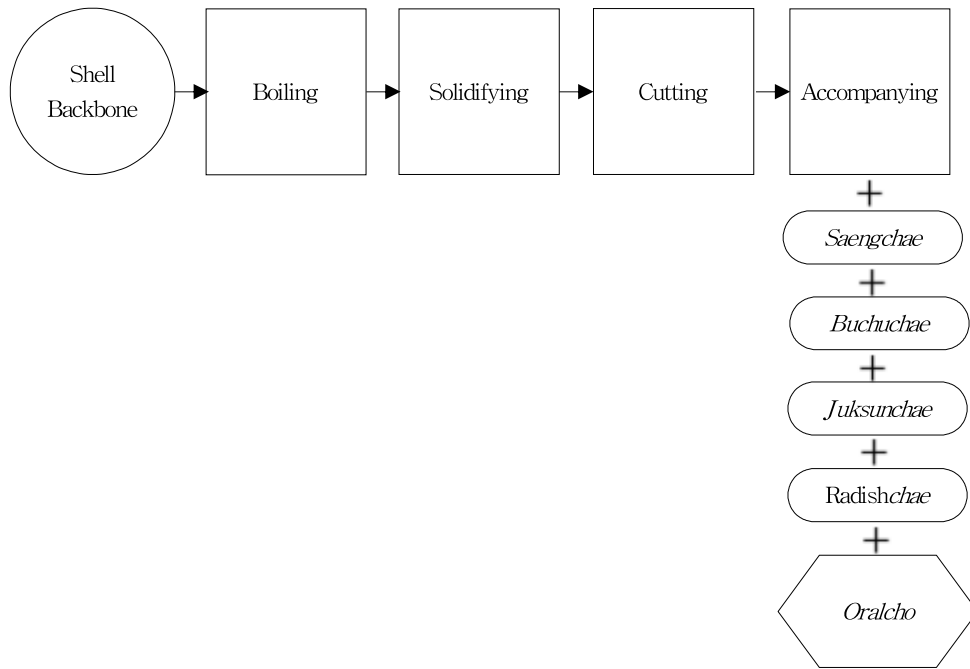 Shell
Backbone
Boiling
Solidifying
Cutting
Accompanying
+
Saengchae
+
Buchuchae
+
Juksunchae
+
Radishchae
+
Oralcho